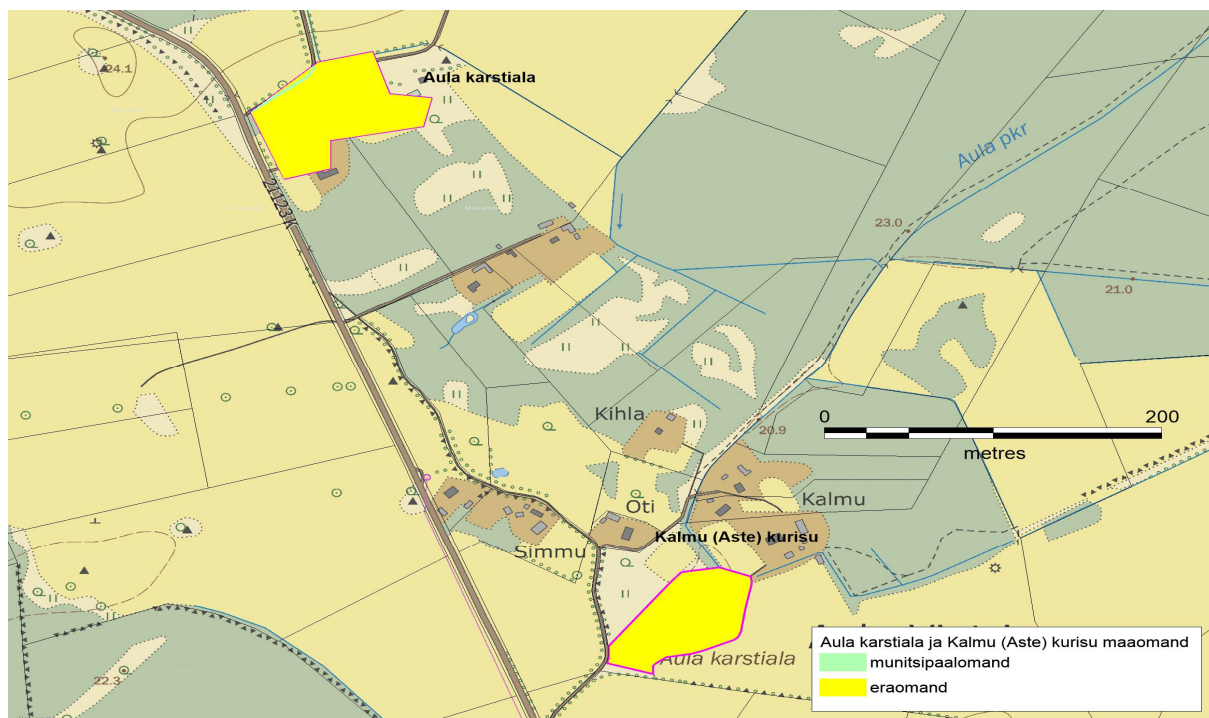 24.1
Aula karstiala
Aula pkr
21123 K
23.0
21.0
Kihla
20.9
0 200
metres
Oti
Kalmu
Kalmu (Aste) kurisu
Simmu
Aula karstiala
22.3
Aula karstiala ja Kalmu (Aste) kurisu maaomand
munitsipaalomand
eraomand